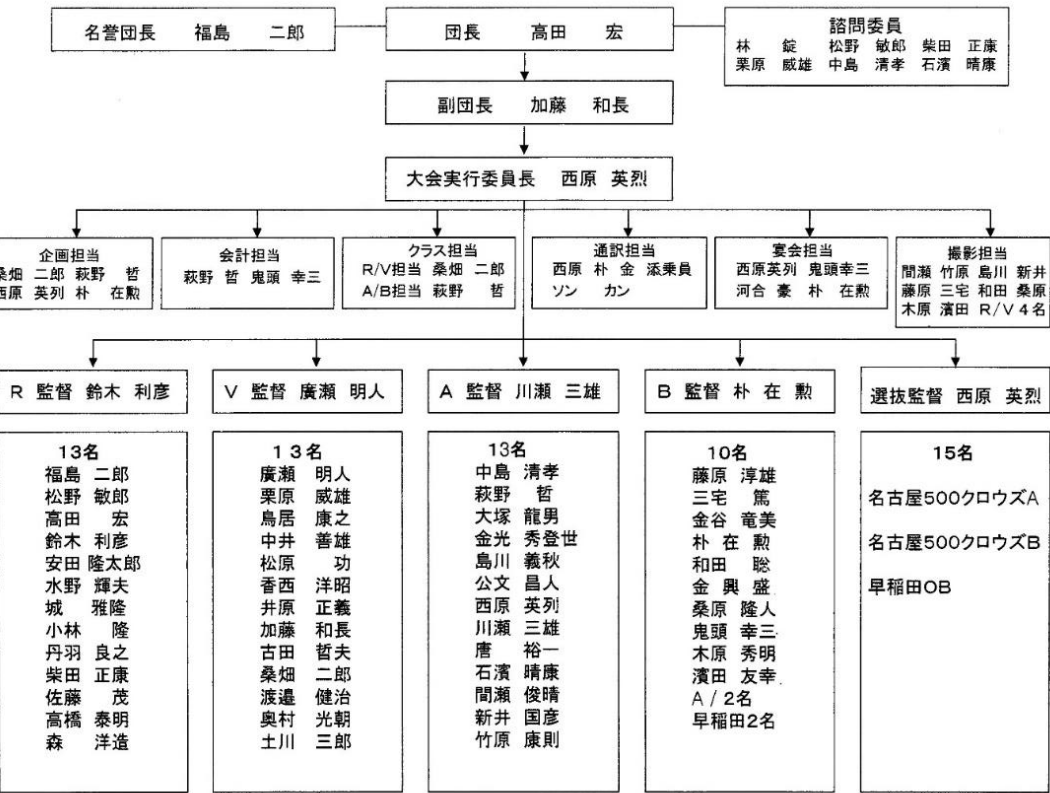 名誉団長 福島 二郎
団長 高田 宏
諮問委員
林 錠 松野 敏郎 柴田 正康
栗原 威雄 中島 清孝 石濱 晴康
副団長 加藤 和長
大会実行委員長 西原 英烈
企画担当
桑畑 二郎 萩野 哲
西原 英列 朴 在勲
会計担当
萩野 哲 鬼頭 幸三
クラス担当
R/V担当 桑畑 二郎
A/B担当 萩野 哲
通訳担当
西原 朴 金 添乗員
ソン カン
宴会担当
西原英列 鬼頭幸三
河合 豪 朴 在勲
撮影担当
間瀬 竹原 島川 新井
藤原 三宅 和田 桑原
木原 濱田 R/V4名
R 監督 鈴木 利彦
13名
福島 二郎
松野 敏郎
高田 宏
鈴木 利彦
安田 隆太郎
水野 輝夫
城 雅隆
小林 隆
丹羽 良之
柴田 正康
佐藤 茂
高橋 泰明
森 洋造
V 監督 廣瀬 明人
13名
廣瀬 明人
栗原 威雄
鳥居 康之
中井 善雄
松原 功
香西 洋昭
井原 正義
加藤 和長
古田 哲夫
桑畑 二郎
渡邉 健治
奥村 光朝
土川 三郎
A 監督 川瀬 三雄
13名
中島 清孝
萩野 哲
大塚 龍男
金光 秀登世
島川 義秋
公文 昌人
西原 英列
川瀬 三雄
唐 裕一
石濱 晴康
間瀬 俊晴
新井 国彦
竹原 康則
B 監督 朴 在 勲
10名
藤原 淳雄
三宅 篤
金谷 竜美
朴 在 勲
和田 聡
金 興 盛
桑原 隆人
鬼頭 幸三
木原 秀明
濱田 友幸
A/2名
早稲田2名
選抜監督 西原 英烈
15名
名古屋500クロウズA
名古屋500クロウズB
早稲田OB